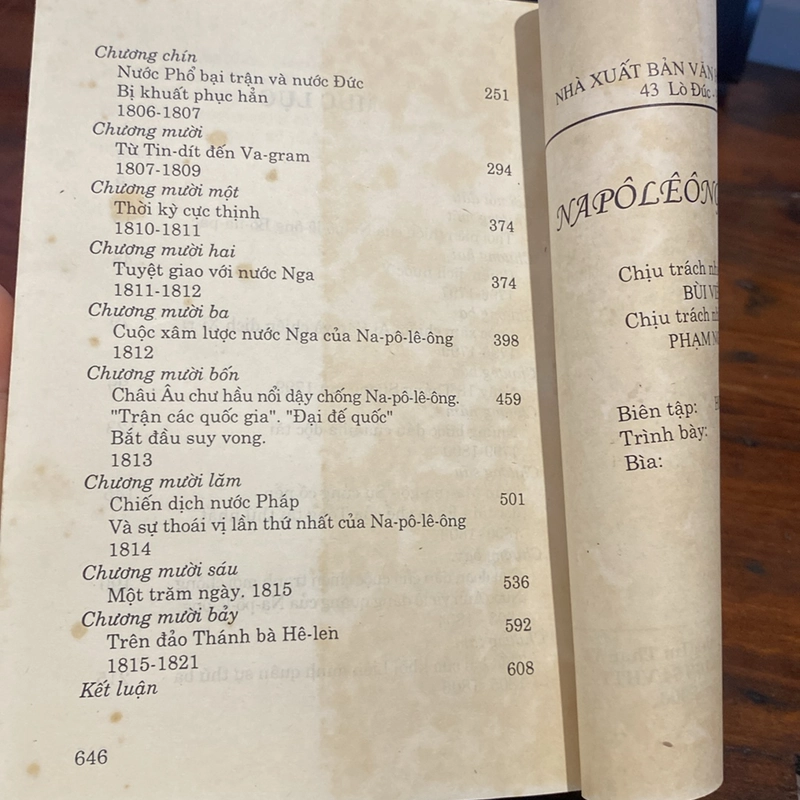 Chương chín
Nước Phổ bại trận và nước Đức
Bị khuất phục hẳn 251
1806-1807
Chương mười
Từ Tin-dít đến Va-gram
1807-1809 294
Chương mười một
Thời kỳ cực thịnh
1810-1811 374
Chương mười hai
Tuyệt giao với nước Nga 374
1811-1812
Chương mười ba
Cuộc xâm lược nước Nga của Na-pô-lê-ông 398
1812
Chương mười bốn
Châu Âu chư hầu nổi dậy chống Na-pô-lê-ông. 459
"Trận các quốc gia". "Đại đế quốc"
Bắt đầu suy vong.
1813
Chương mười lăm
Chiến dịch nước Pháp 501
Và sự thoái vị lần thứ nhất của Na-pô-lê-ông
1814
Chương mười sáu
Một trăm ngày. 1815 536
Chương mười bảy
Trên đảo Thánh bà Hê-len 592
1815-1821
Kết luận 608
646
NHÀ XUẤT BẢN VĂN
43 Lò Đúc
NAPÔLÊÔNG
Chịu trách
BÙI
Chịu trách
PHẠM
Biên tập:
Trình bày:
Bìa: